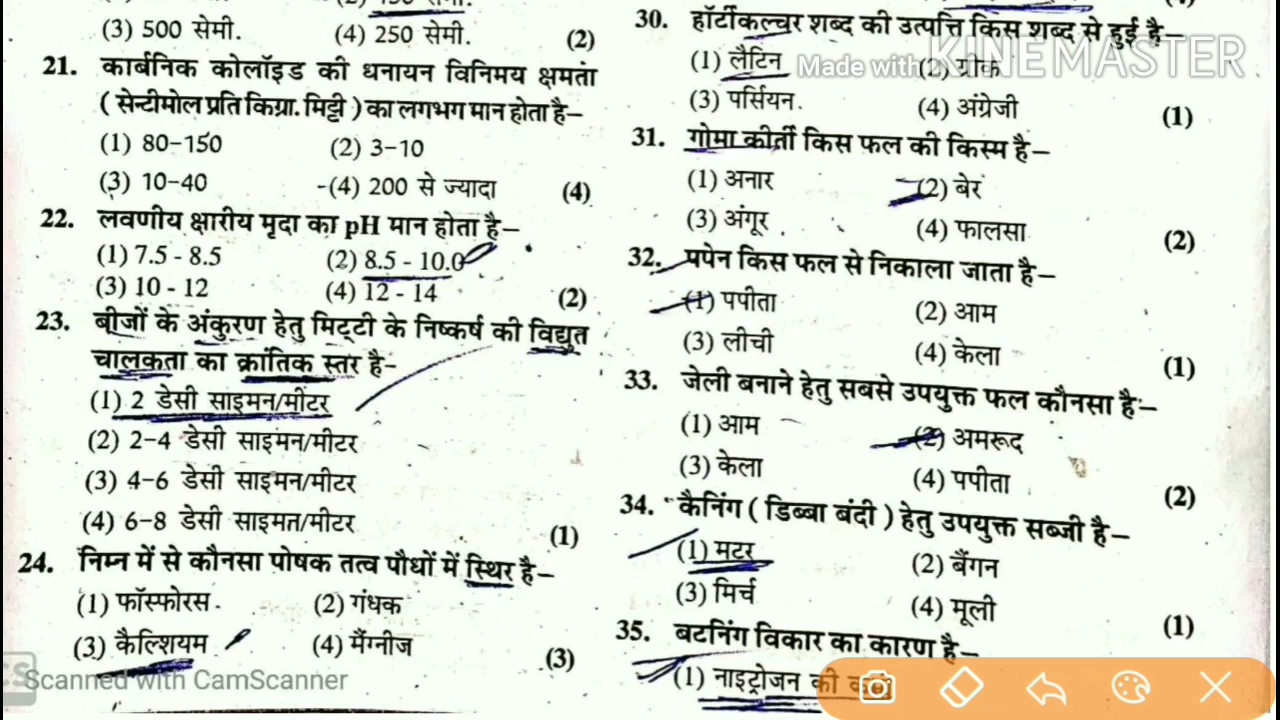 (3) 500 सेमी. (4) 250 सेमी. (2)
21. कार्बनिक कोलॉइड की धनायन विनिमय क्षमता
( सेन्टीमोल प्रति किग्रा. मिट्टी ) का लगभग मान होता है–
(1) 80-150 (2) 3-10
(3) 10-40 (4) 200 से ज्यादा (4)
22. लवणीय क्षारीय मृदा का pH मान होता है–
(1) 7.5 - 8.5 (2) 8.5 - 10.0
(3) 10 - 12 (4) 12 - 14 (2)
23. बीजों के अंकुरण हेतु मिट्टी के निष्कर्ष की विद्युत
चालकता का क्रांतिक स्तर है-
(1) 2 डेसी साइमन/मीटर
(2) 2-4 डेसी साइमन/मीटर
(3) 4-6 डेसी साइमन/मीटर
(4) 6-8 डेसी साइमन/मीटर (1)
24. निम्न में से कौनसा पोषक तत्व पौधों में स्थिर है–
(1) फॉस्फोरस. (2) गंधक
(3) कैल्शियम (4) मैंग्नीज (3)
Scanned with CamScanner
30. हॉर्टीकल्चर शब्द की उत्पत्ति किस शब्द से हुई है–
(1) लैटिन (2) ग्रीक
Made with KINEMASTER
(3) पर्सियन. (4) अंग्रेजी (1)
31. गोमा कीर्ती किस फल की किस्म है–
(1) अनार (2) बेर
(3) अंगूर (4) फालसा (2)
32. पपेन किस फल से निकाला जाता है–
(1) पपीता (2) आम
(3) लीची (4) केला (1)
33. जेली बनाने हेतु सबसे उपयुक्त फल कौनसा है–
(1) आम (2) अमरूद
(3) केला (4) पपीता (2)
34. कैनिंग ( डिब्बा बंदी ) हेतु उपयुक्त सब्जी है–
(1) मटर (2) बैंगन
(3) मिर्च (4) मूली (1)
35. बटनिंग विकार का कारण है–
(1) नाइट्रोजन की